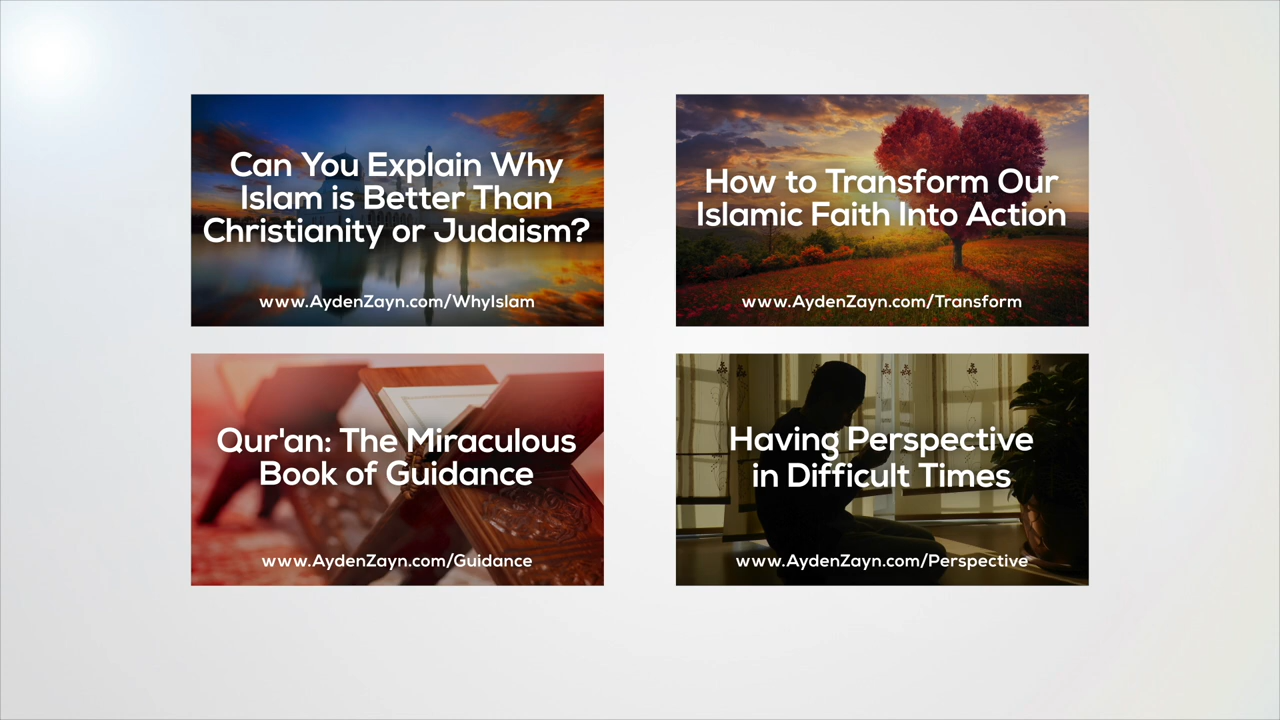 Can You Explain Why
Islam is Better Than
Christianity or Judaism?
www.AydenZayn.com/WhyIslam
How to Transform Our
Islamic Faith Into Action
www.AydenZayn.com/Transform
Qur'an: The Miraculous
Book of Guidance
www.AydenZayn.com/Guidance
Having Perspective
in Difficult Times
www.AydenZayn.com/Perspective